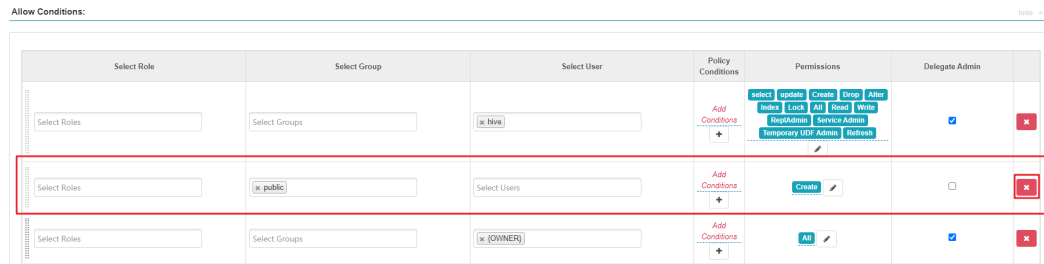 Allow Conditions:
hide
Select Role
Select Group
Select User
Policy
Conditions
Permissions
Delegate Admin
Select Roles
Select Groups
× hive
Add
Conditions
+
select update Create Drop Alter
Index Lock All Read Write
ReplAdmin Service Admin
Temporary UDF Admin Refresh
Select Roles
× public
Select Users
Add
Conditions
+
Create
Select Roles
Select Groups
× {OWNER}
Add
Conditions
+
All